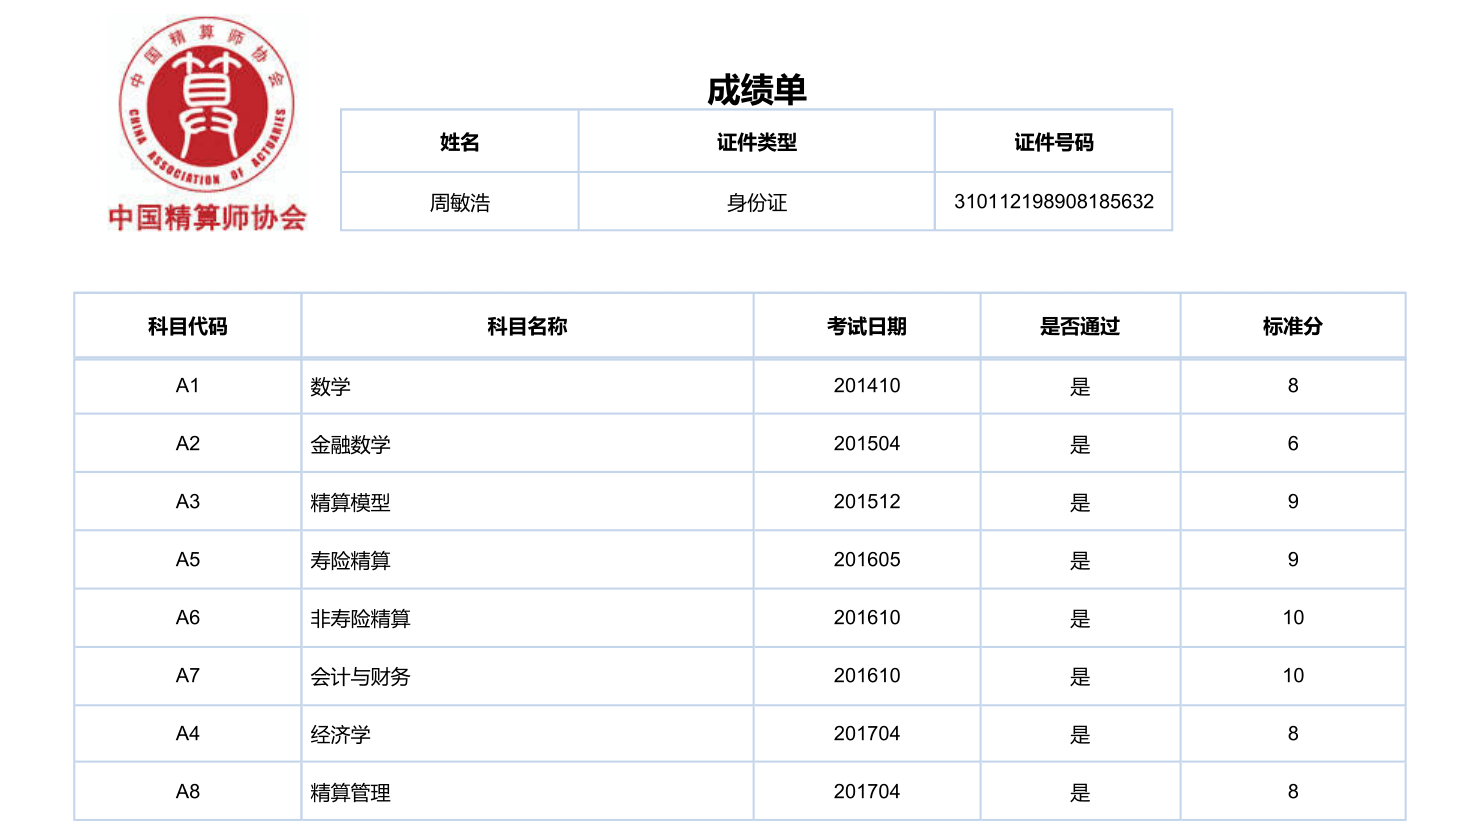 中国精算师协会
CHINA ASSOCIATION OF ACTUARIES
中国精算师协会
成绩单
姓名 证件类型 证件号码
周敏浩 身份证 310112198908185632
科目代码 科目名称 考试日期 是否通过 标准分
A1 数学 201410 是 8
A2 金融数学 201504 是 6
A3 精算模型 201512 是 9
A5 寿险精算 201605 是 9
A6 非寿险精算 201610 是 10
A7 会计与财务 201610 是 10
A4 经济学 201704 是 8
A8 精算管理 201704 是 8